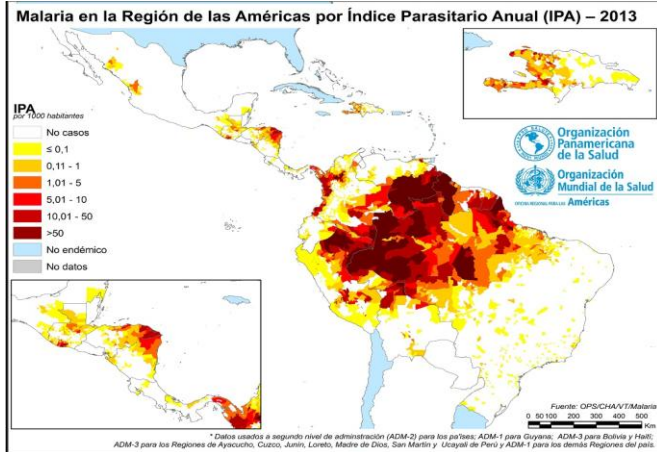 Malaria en la Región de las Américas por Índice Parasitario Anual (IPA) – 2013
IPA
por 1000 habitantes
No casos
≤ 0,1
0,11 - 1
1,01 - 5
5,01 - 10
10,01 - 50
>50
No endémico
No datos
Organización
Panamericana
de la Salud
Organización
Mundial de la Salud
OFICINA REGIONAL PARA LAS Américas
Fuente: OPS/CHA/VT/Malaria
0 50 100 200 300 400 500
Km
* Datos usados a segundo nivel de adminstración (ADM-2) para los países; ADM-1 para Guyana; ADM-3 para Bolivia y Haití;
ADM-3 para los Regiones de Ayacucho, Cuzco, Junín, Loreto, Madre de Dios, San Martín y Ucayali de Perú y ADM-1 para los demás Regiones del país.